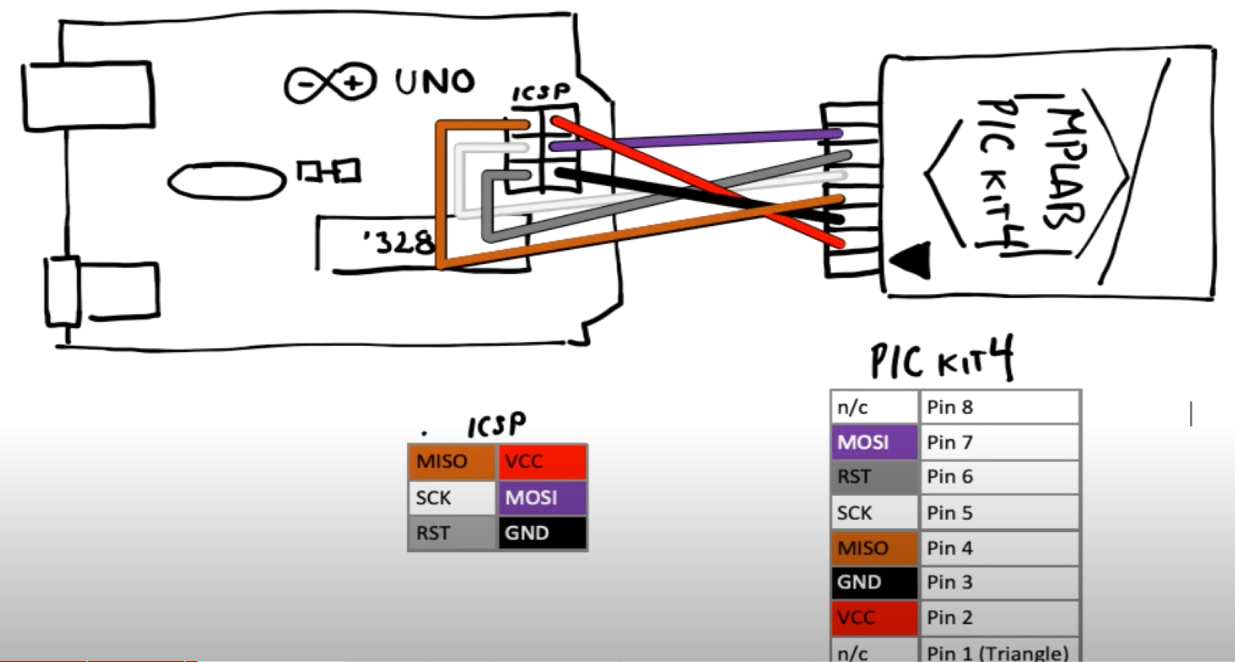 UNO
ICSP
'328
MPLAB
PIC KIT4
PIC KIT4
n/c Pin 8
MOSI Pin 7
RST Pin 6
SCK Pin 5
MISO Pin 4
GND Pin 3
VCC Pin 2
n/c Pin 1 (Triangle)
. ICSP
MISO VCC
SCK MOSI
RST GND